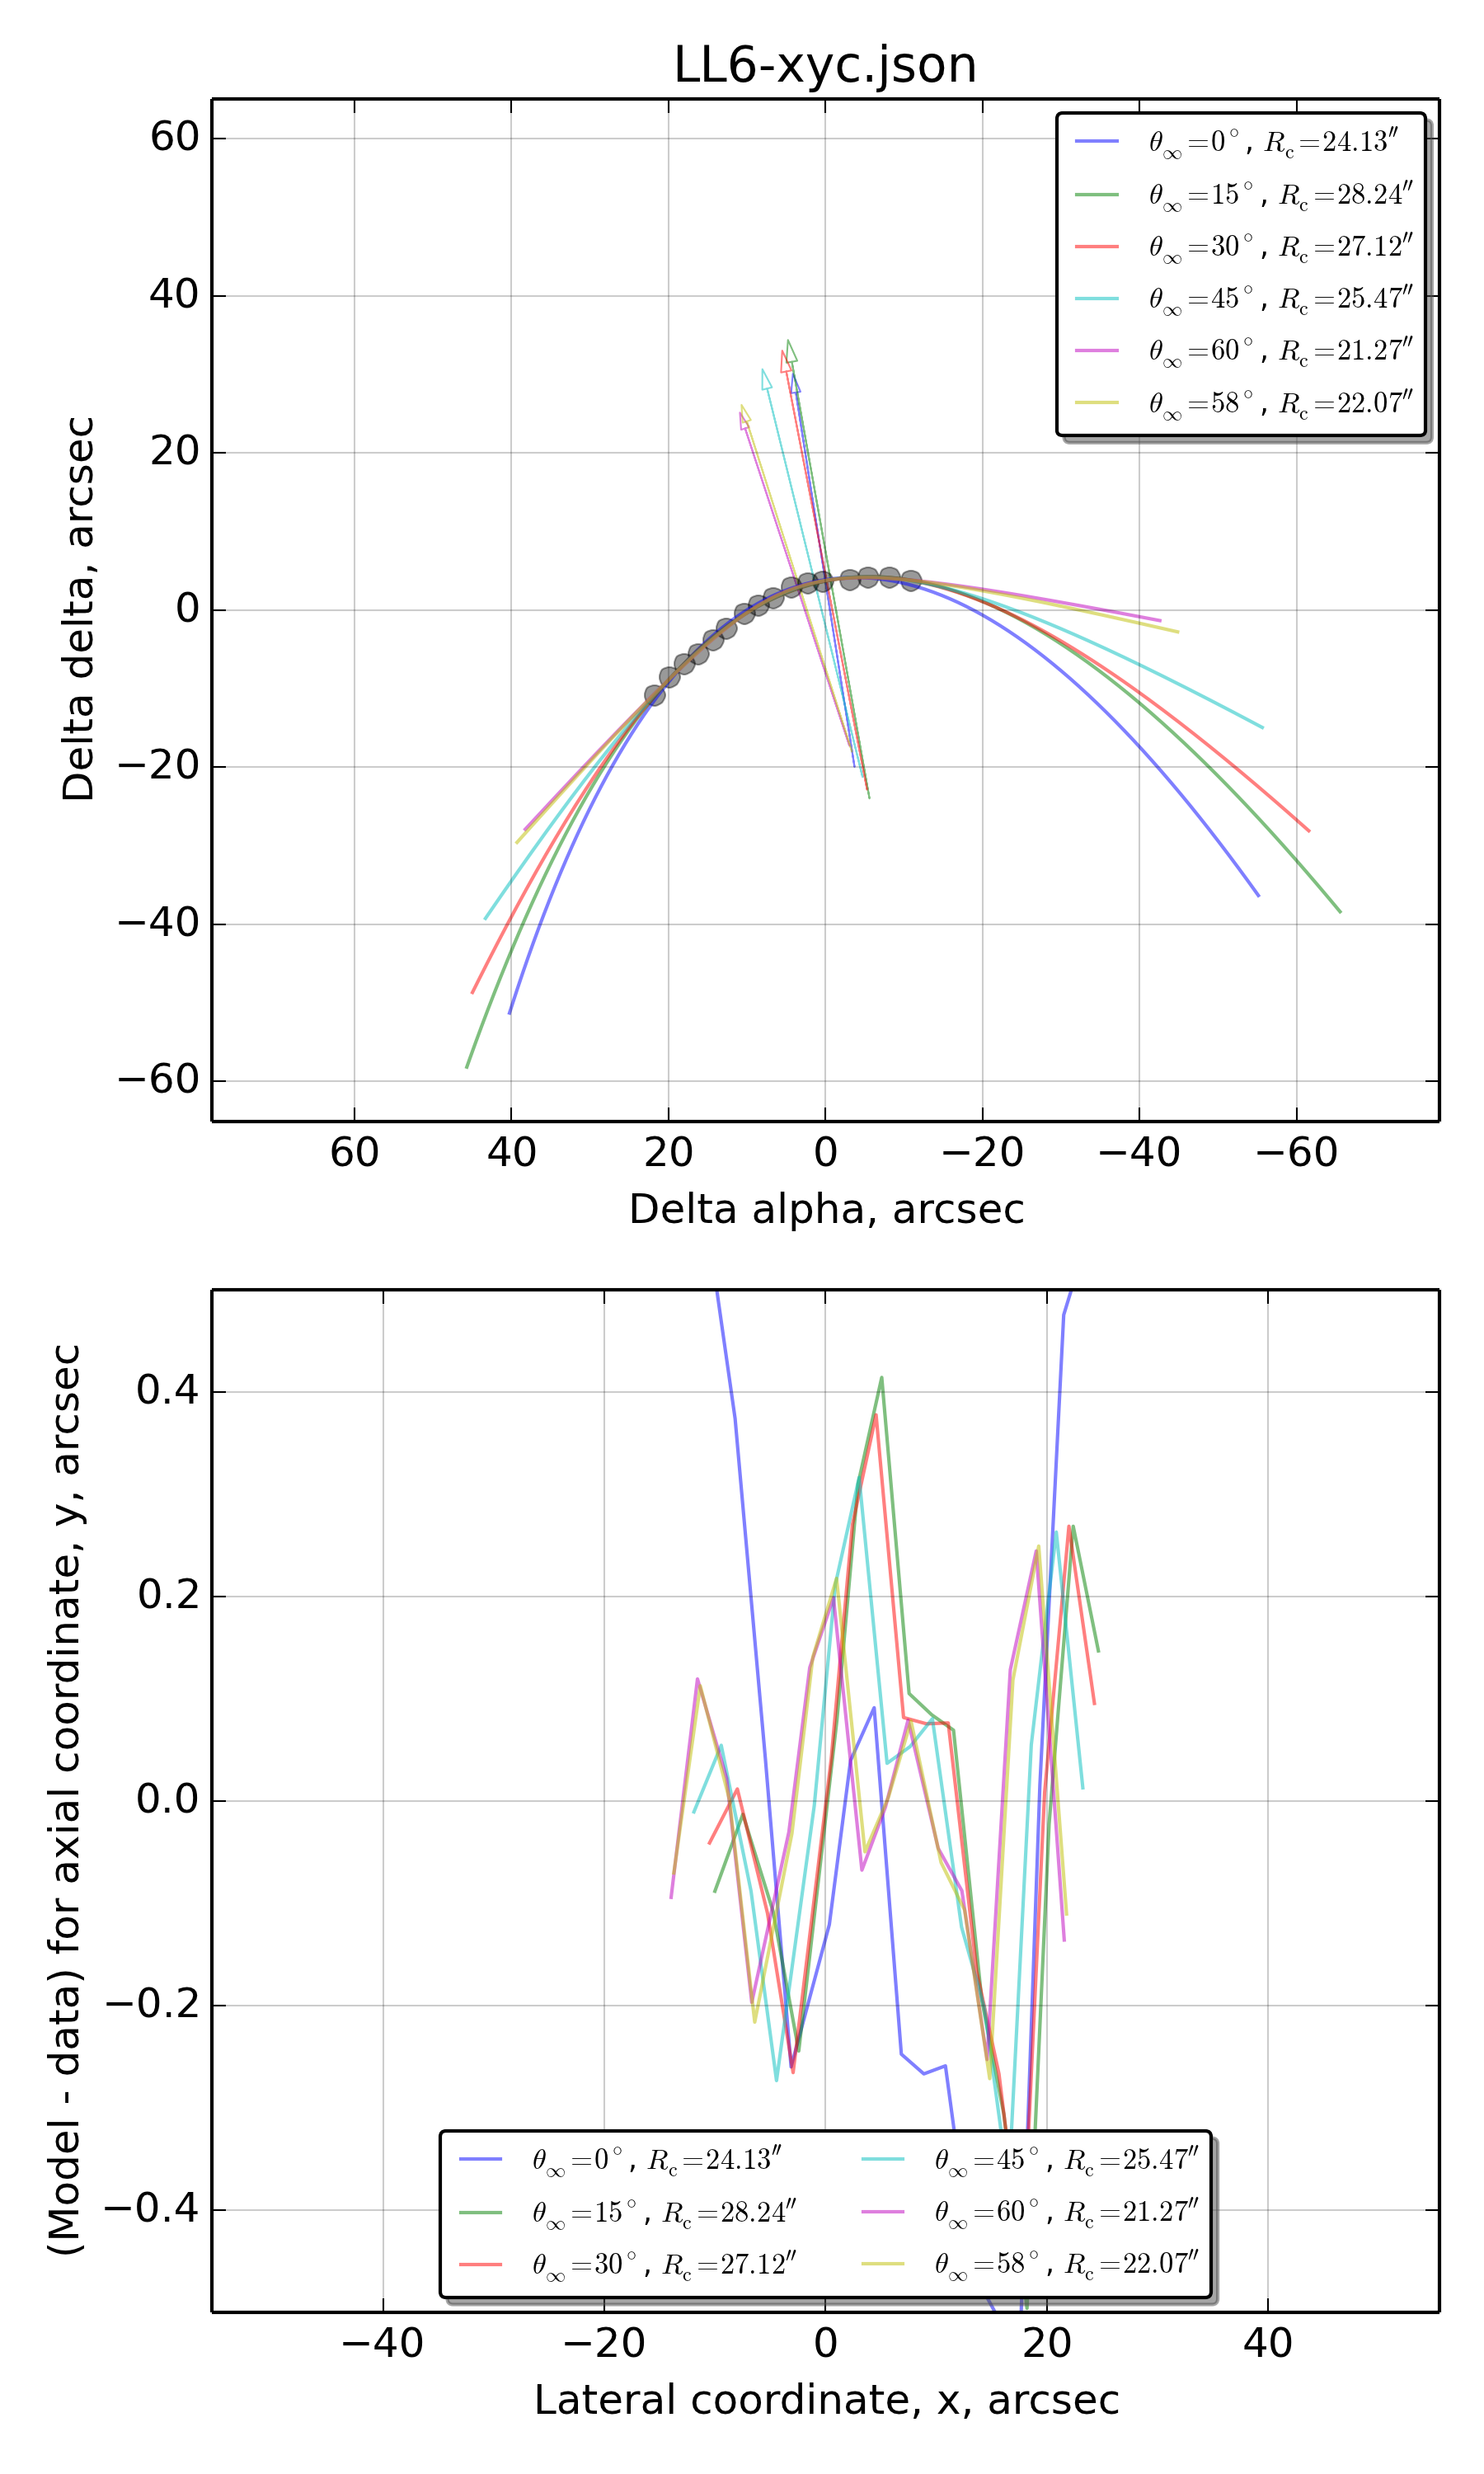 LL6-xyc.json
60
40
20
0
−20
−40
−60
Delta delta, arcsec
θ∞=0°, Rc=24.13″
θ∞=15°, Rc=28.24″
θ∞=30°, Rc=27.12″
θ∞=45°, Rc=25.47″
θ∞=60°, Rc=21.27″
θ∞=58°, Rc=22.07″
60 40 20 0 −20 −40 −60
Delta alpha, arcsec
0.4
0.2
0.0
−0.2
−0.4
(Model - data) for axial coordinate, y, arcsec
θ∞=0°, Rc=24.13″ θ∞=45°, Rc=25.47″
θ∞=15°, Rc=28.24″ θ∞=60°, Rc=21.27″
θ∞=30°, Rc=27.12″ θ∞=58°, Rc=22.07″
−40 −20 0 20 40
Lateral coordinate, x, arcsec